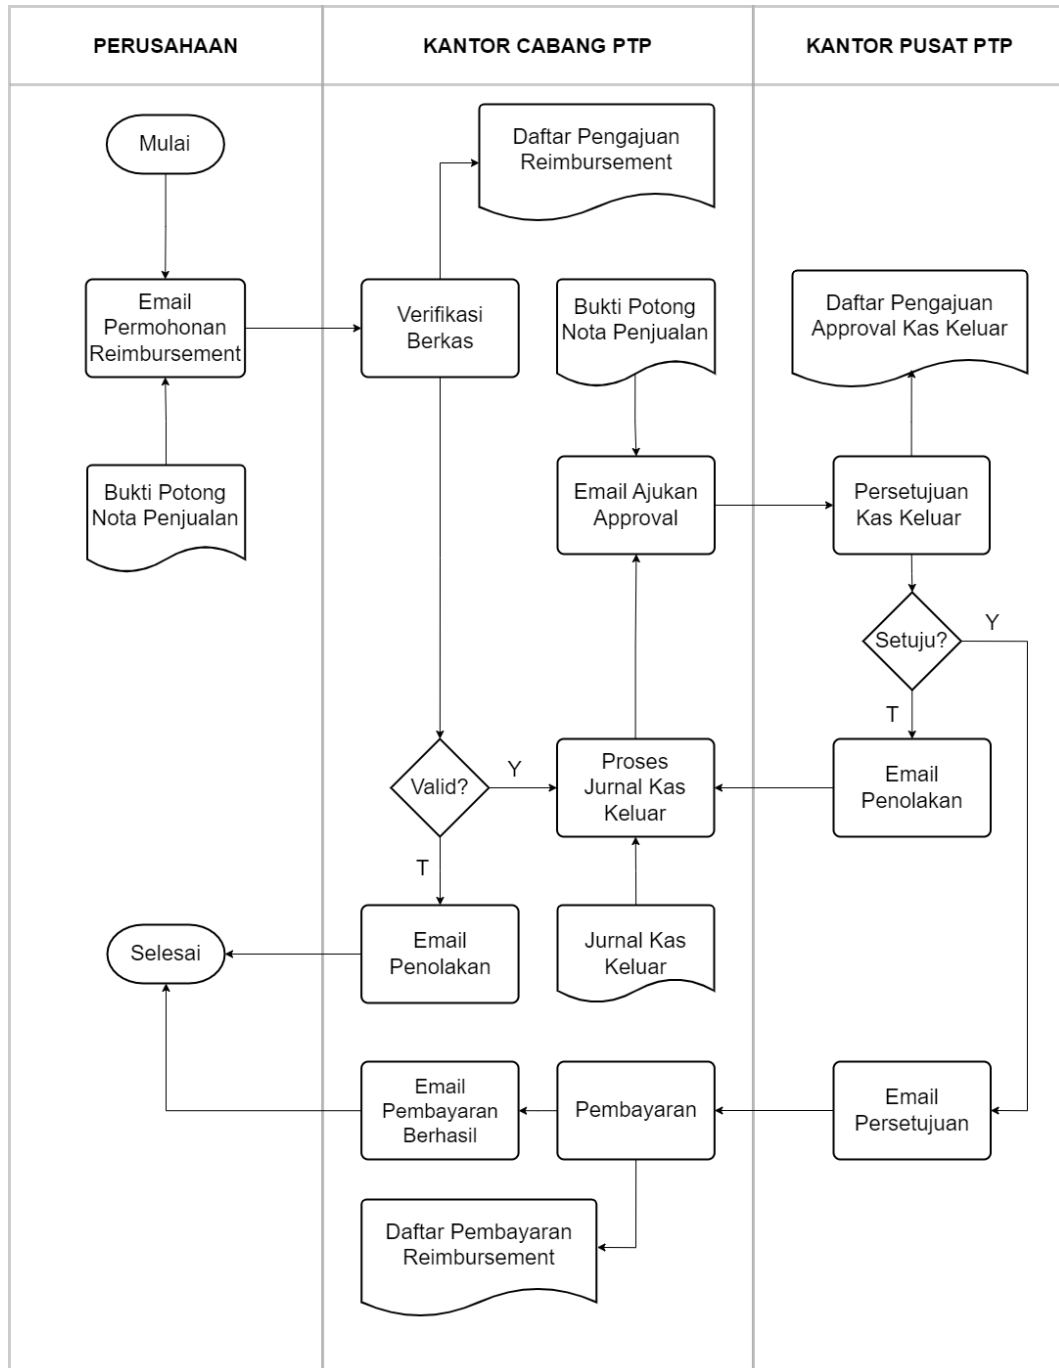 PERUSAHAAN
KANTOR CABANG PTP
KANTOR PUSAT PTP
Mulai
Daftar Pengajuan
Reimbursement
Email
Permohonan
Reimbursement
Verifikasi
Berkas
Bukti Potong
Nota Penjualan
Daftar Pengajuan
Approval Kas Keluar
Bukti Potong
Nota Penjualan
Email Ajukan
Approval
Persetujuan
Kas Keluar
Setuju?
Y
T
Valid?
Y
T
Proses
Jurnal Kas
Keluar
Email
Penolakan
Selesai
Email
Penolakan
Jurnal Kas
Keluar
Email
Pembayaran
Berhasil
Pembayaran
Email
Persetujuan
Daftar Pembayaran
Reimbursement